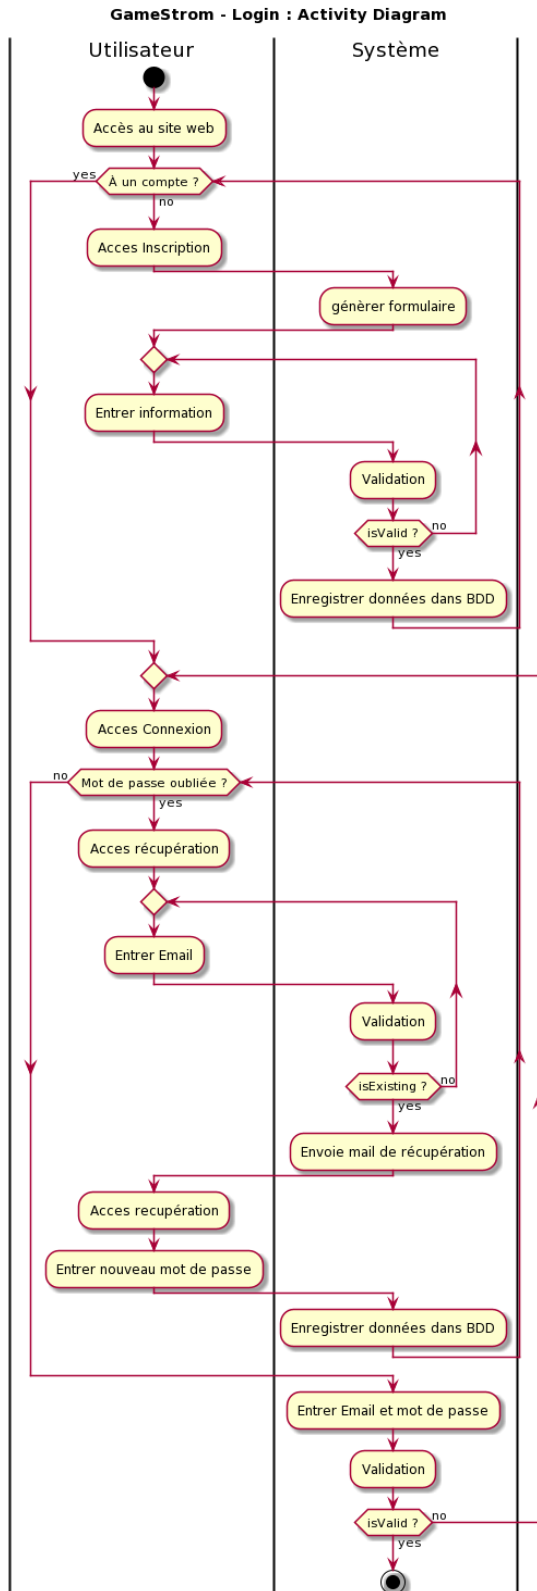 GameStrom - Login : Activity Diagram
Utilisateur
Système
Accès au site web
À un compte ?
yes
no
Acces Inscription
génèrer formulaire
Entrer information
Validation
isValid ?
no
yes
Enregistrer données dans BDD
Acces Connexion
Mot de passe oubliée ?
no
yes
Acces récupération
Entrer Email
Validation
isExisting ?
no
yes
Envoie mail de récupération
Acces recupération
Entrer nouveau mot de passe
Enregistrer données dans BDD
Entrer Email et mot de passe
Validation
isValid ?
no
yes